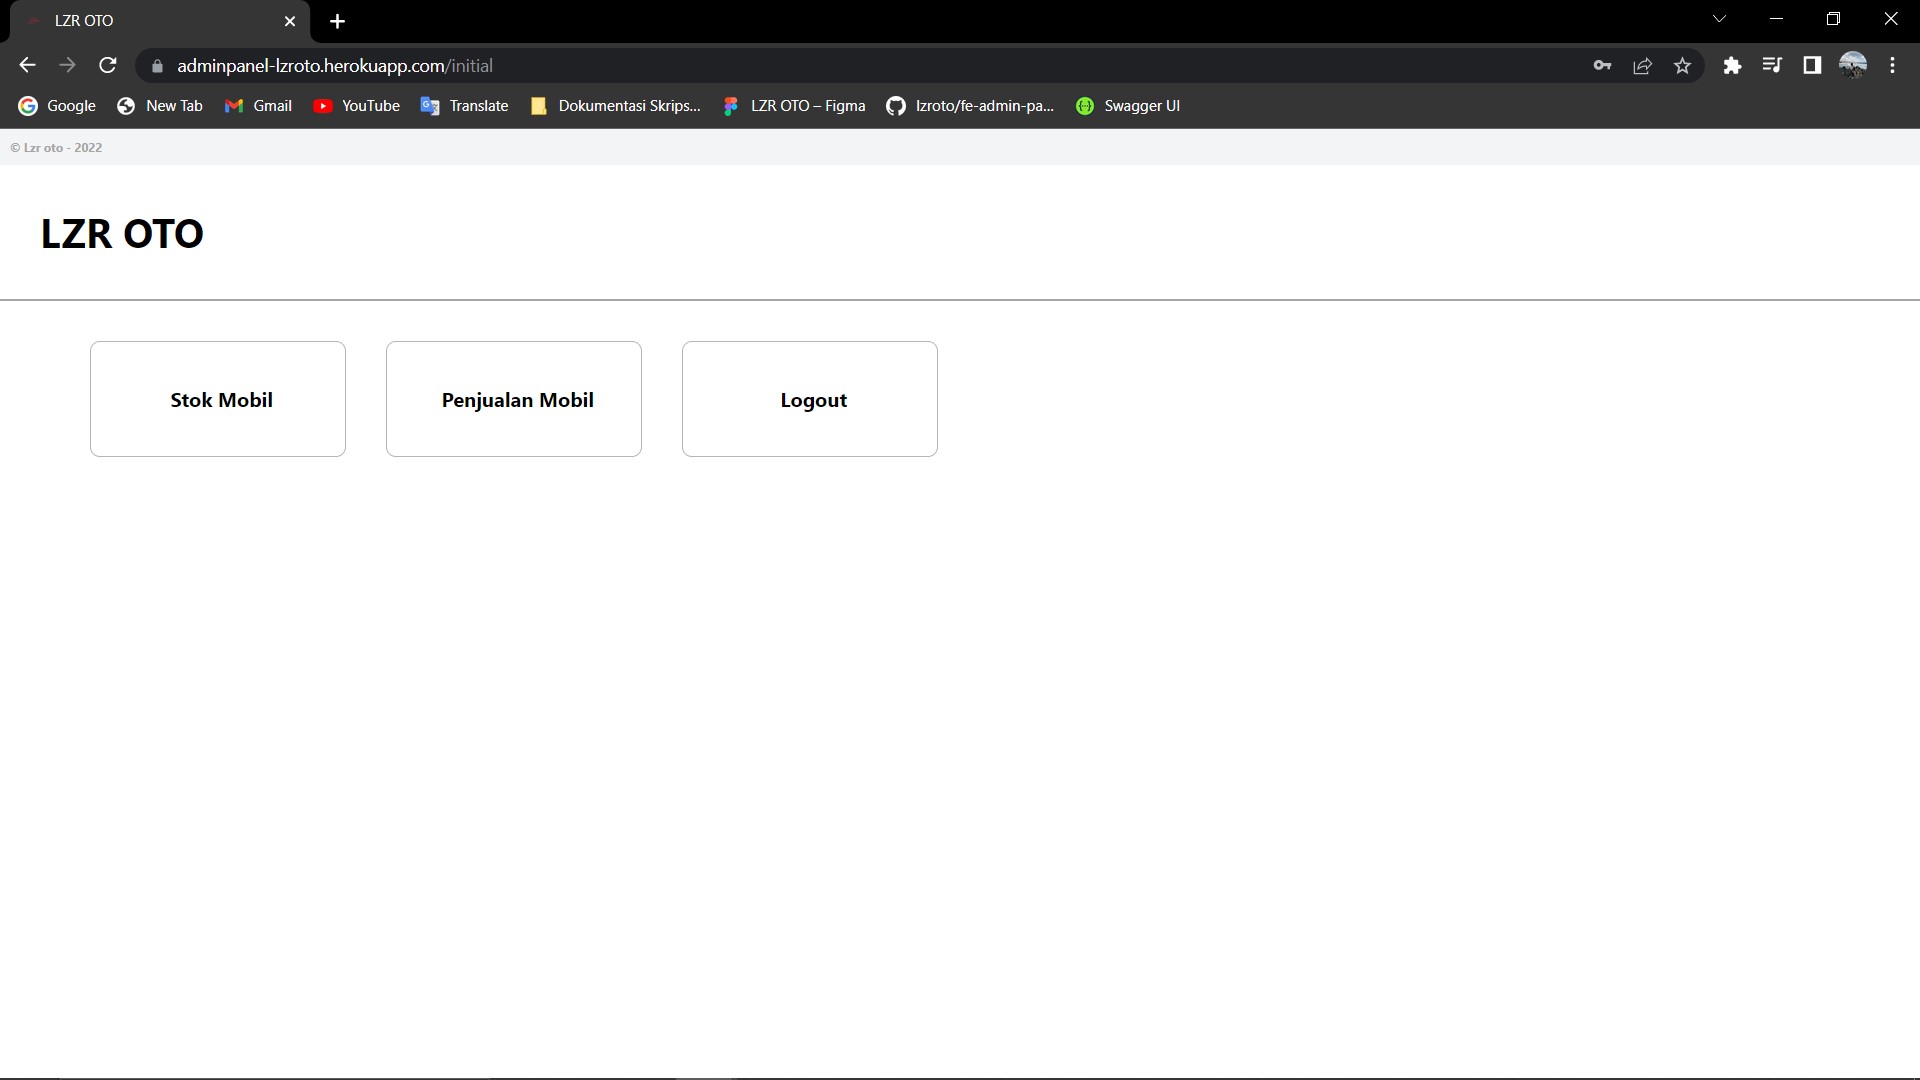 LZR OTO
adminpanel-lzroto.herokuapp.com/initial
Google New Tab Gmail YouTube Translate Dokumentasi Skrips... LZR OTO – Figma lzroto/fe-admin-pa... Swagger UI
© Lzr oto - 2022
LZR OTO
Stok Mobil Penjualan Mobil Logout